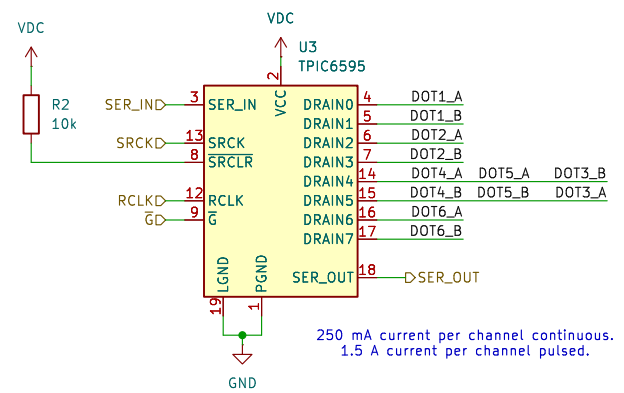 VDC
VDC
U3
TPIC6595
R2
10k
2
VCC
SER_IN 3 SER_IN
DRAIN0 4 DOT1_A
DRAIN1 5 DOT1_B
SRCK 13 SRCK
DRAIN2 6 DOT2_A
8 SRCLR
DRAIN3 7 DOT2_B
DRAIN4 14 DOT4_A DOT5_A DOT3_B
RCLK 12 RCLK
DRAIN5 15 DOT4_B DOT5_B DOT3_A
G 9 G
DRAIN6 16 DOT6_A
DRAIN7 17 DOT6_B
LGND
PGND
SER_OUT 18 SER_OUT
19
1
250 mA current per channel continuous.
1.5 A current per channel pulsed.
GND